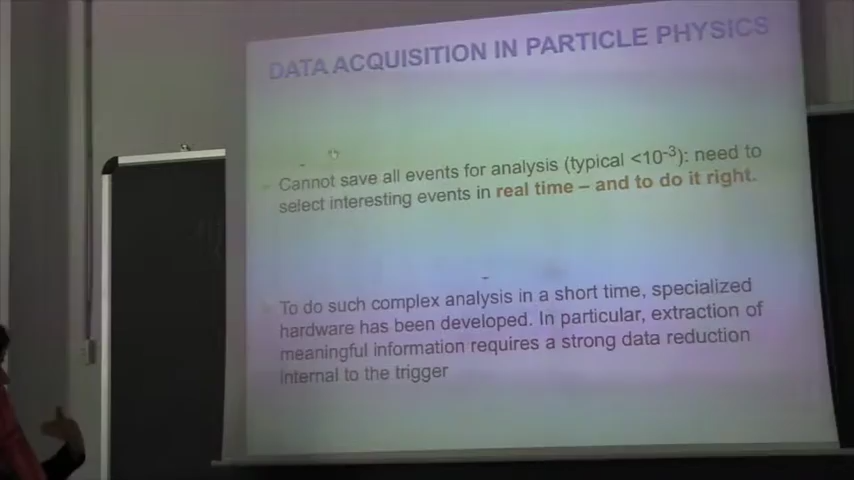 DATA ACQUISITION IN PARTICLE PHYSICS
Cannot save all events for analysis (typical <10-3): need to
select interesting events in real time – and to do it right.
To do such complex analysis in a short time, specialized
hardware has been developed. In particular, extraction of
meaningful information requires a strong data reduction
internal to the trigger